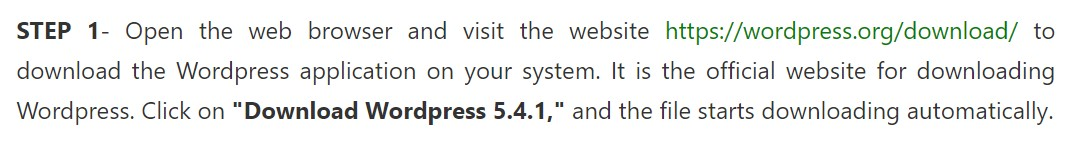 STEP 1- Open the web browser and visit the website https://wordpress.org/download/ to
download the Wordpress application on your system. It is the official website for downloading
Wordpress. Click on "Download Wordpress 5.4.1," and the file starts downloading automatically.